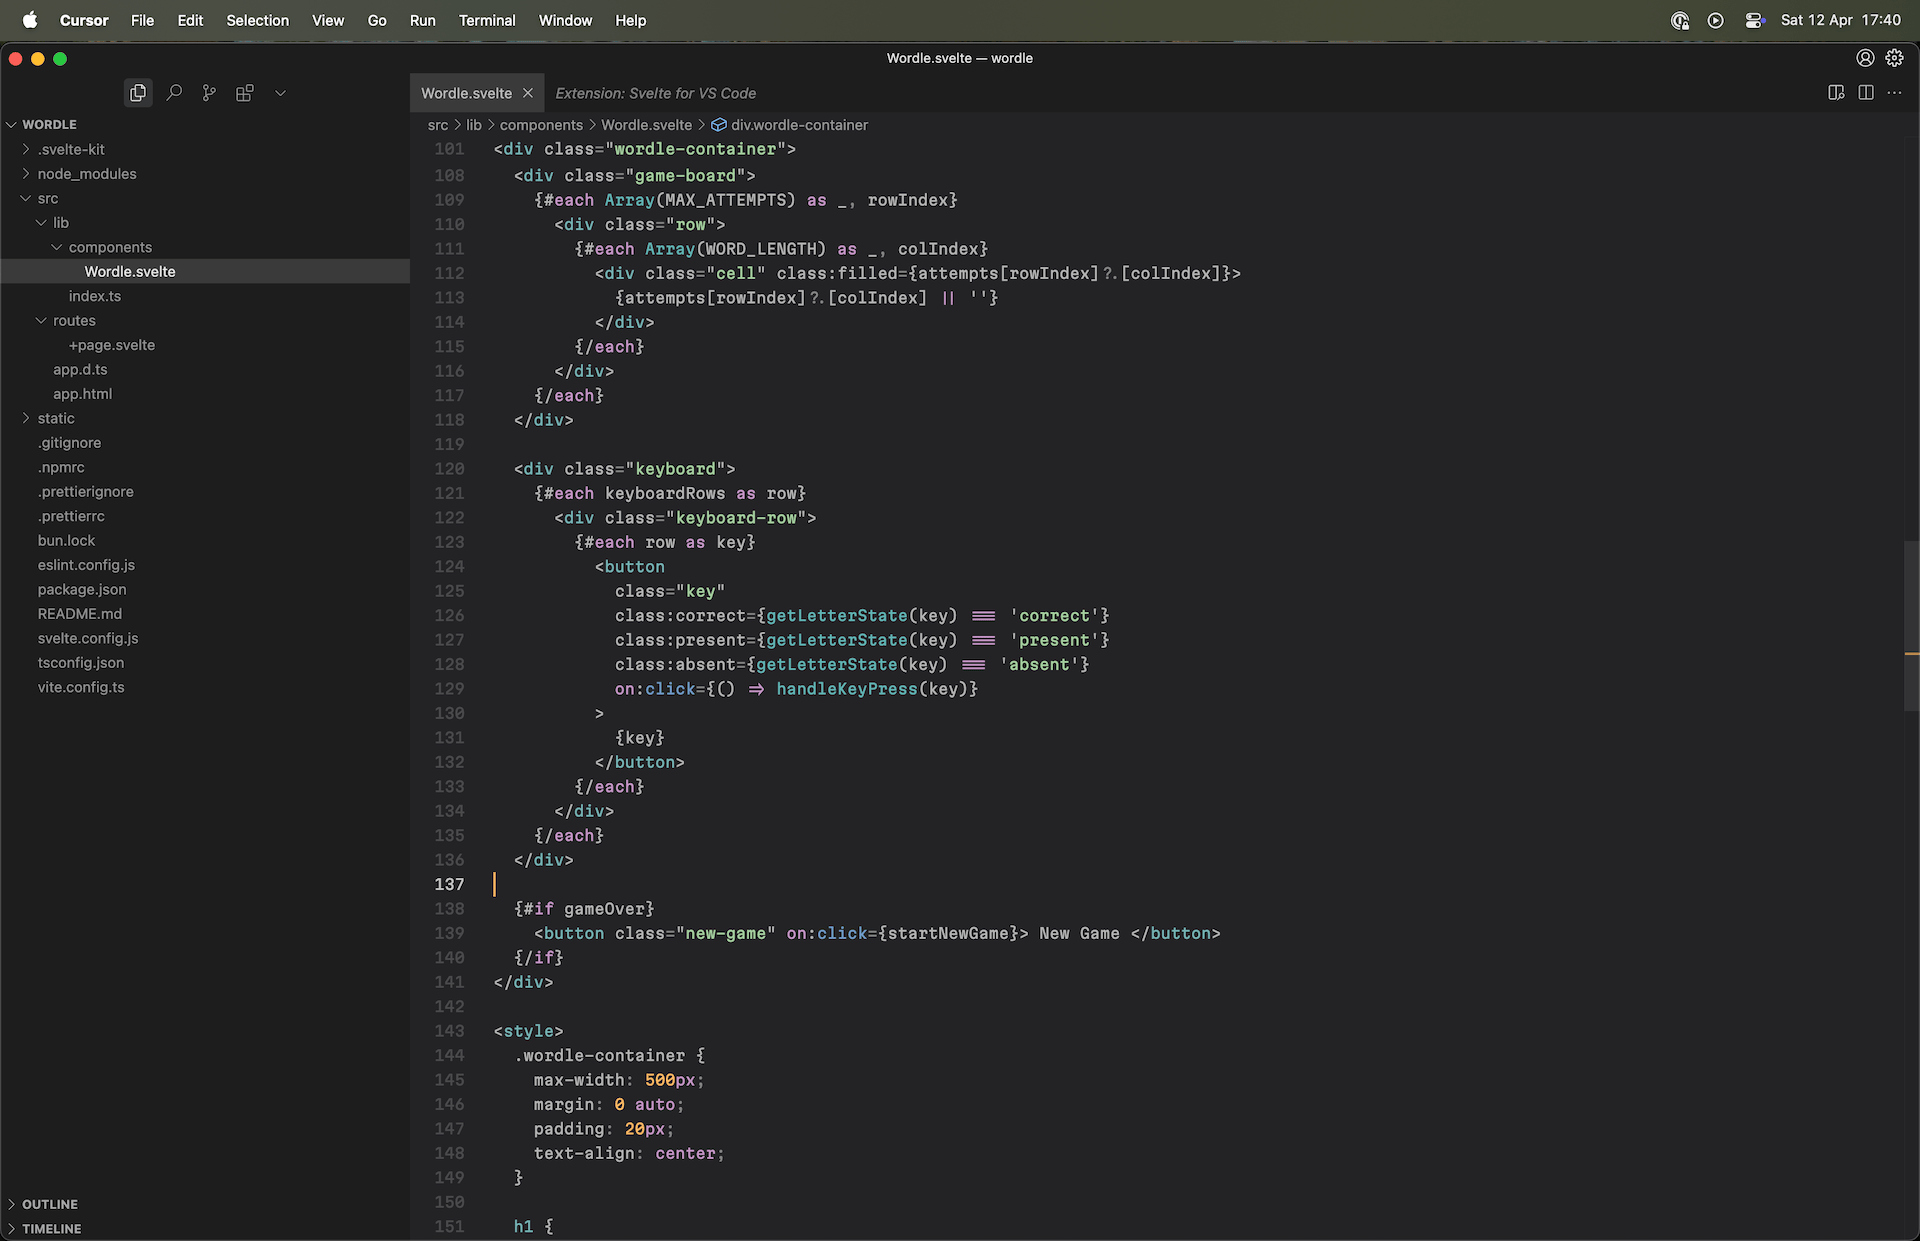 Cursor File Edit Selection View Go Run Terminal Window Help Sat 12 Apr 17:40
Wordle.svelte — wordle
WORDLE
.svelte-kit
node_modules
src
lib
components
Wordle.svelte
index.ts
routes
+page.svelte
app.d.ts
app.html
static
.gitignore
.npmrc
.prettierignore
.prettierrc
bun.lock
eslint.config.js
package.json
README.md
svelte.config.js
tsconfig.json
vite.config.ts
OUTLINE
TIMELINE
Wordle.svelte Extension: Svelte for VS Code
src > lib > components > Wordle.svelte > div.wordle-container
101 <div class="wordle-container">
108 <div class="game-board">
109 {#each Array(MAX_ATTEMPTS) as _, rowIndex}
110 <div class="row">
111 {#each Array(WORD_LENGTH) as _, colIndex}
112 <div class="cell" class:filled={attempts[rowIndex]?.[colIndex]}>
113 {attempts[rowIndex]?.[colIndex] || ''}
114 </div>
115 {/each}
116 </div>
117 {/each}
118 </div>
119
120 <div class="keyboard">
121 {#each keyboardRows as row}
122 <div class="keyboard-row">
123 {#each row as key}
124 <button
125 class="key"
126 class:correct={getLetterState(key) === 'correct'}
127 class:present={getLetterState(key) === 'present'}
128 class:absent={getLetterState(key) === 'absent'}
129 on:click={() => handleKeyPress(key)}
130 >
131 {key}
132 </button>
133 {/each}
134 </div>
135 {/each}
136 </div>
137
138 {#if gameOver}
139 <button class="new-game" on:click={startNewGame}> New Game </button>
140 {/if}
141 </div>
142
143 <style>
144 .wordle-container {
145 max-width: 500px;
146 margin: 0 auto;
147 padding: 20px;
148 text-align: center;
149 }
150
151 h1 {